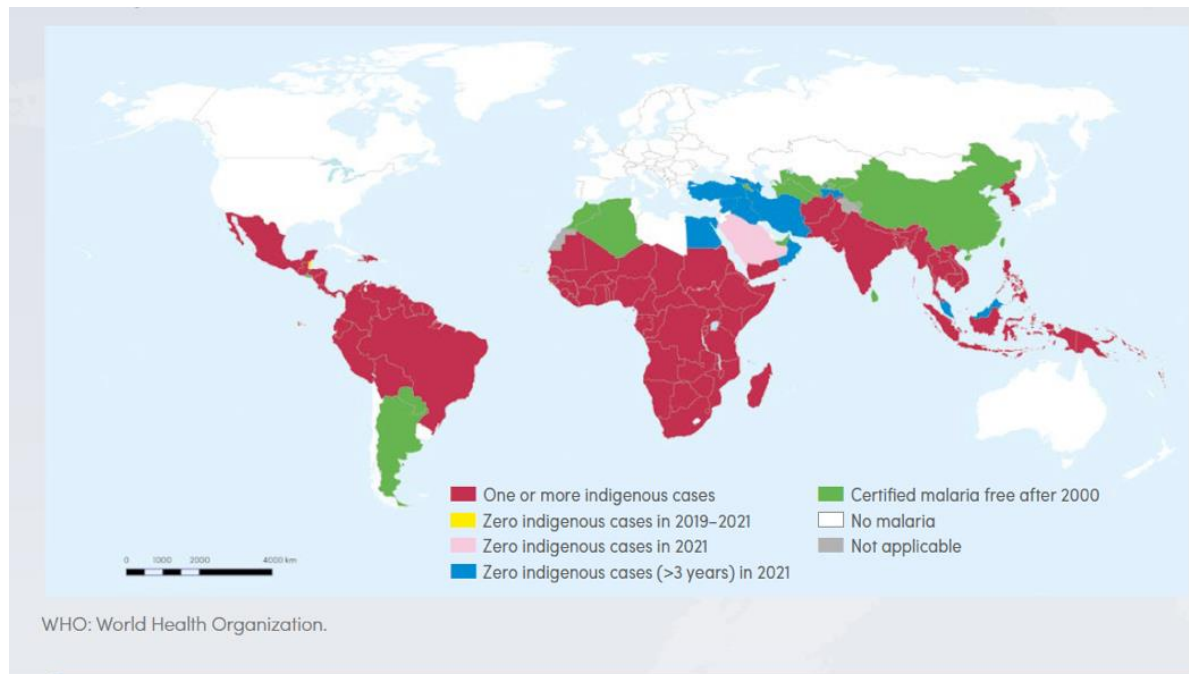 One or more indigenous cases
Zero indigenous cases in 2019–2021
Zero indigenous cases in 2021
Zero indigenous cases (>3 years) in 2021
Certified malaria free after 2000
No malaria
Not applicable
0 1000 2000 4000 km
WHO: World Health Organization.